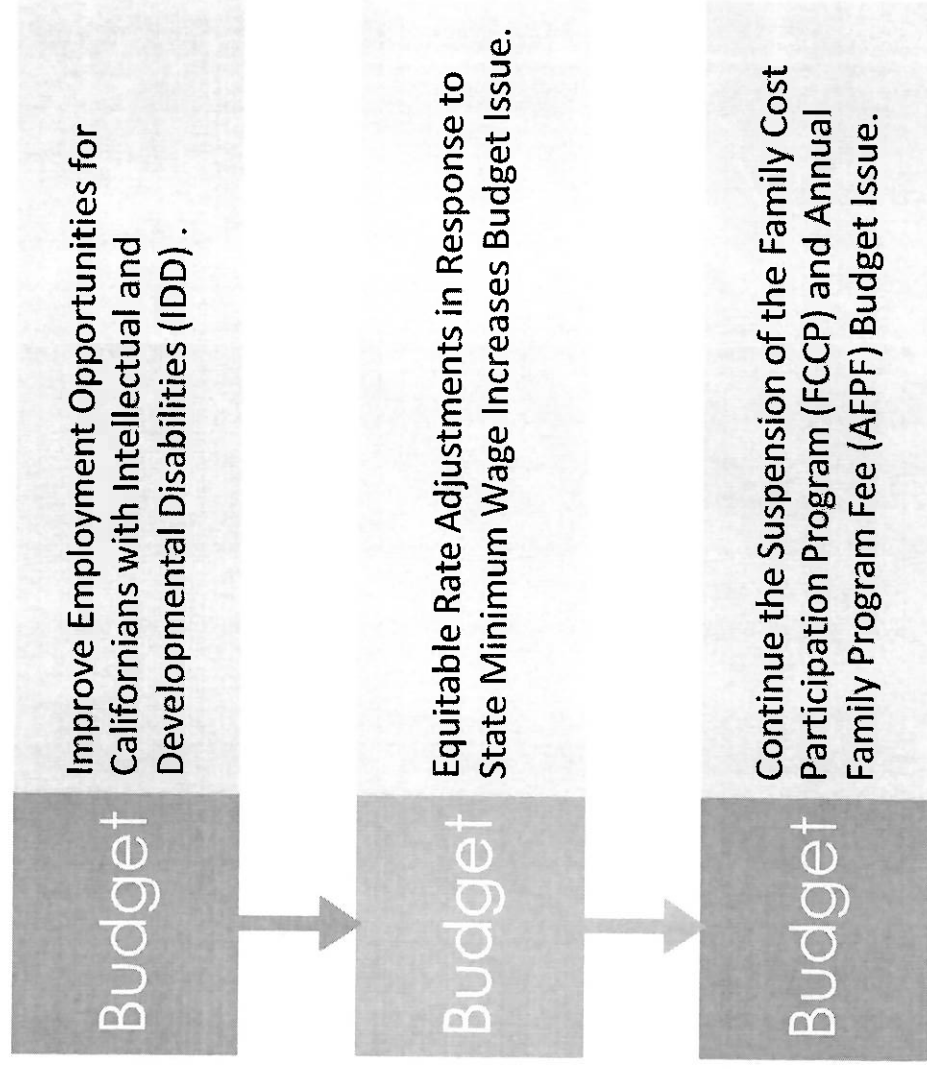 Budget
Improve Employment Opportunities for
Californians with Intellectual and
Developmental Disabilities (IDD) .
Budget
Equitable Rate Adjustments in Response to
State Minimum Wage Increases Budget Issue.
Budget
Continue the Suspension of the Family Cost
Participation Program (FCCP) and Annual
Family Program Fee (AFPF) Budget Issue.